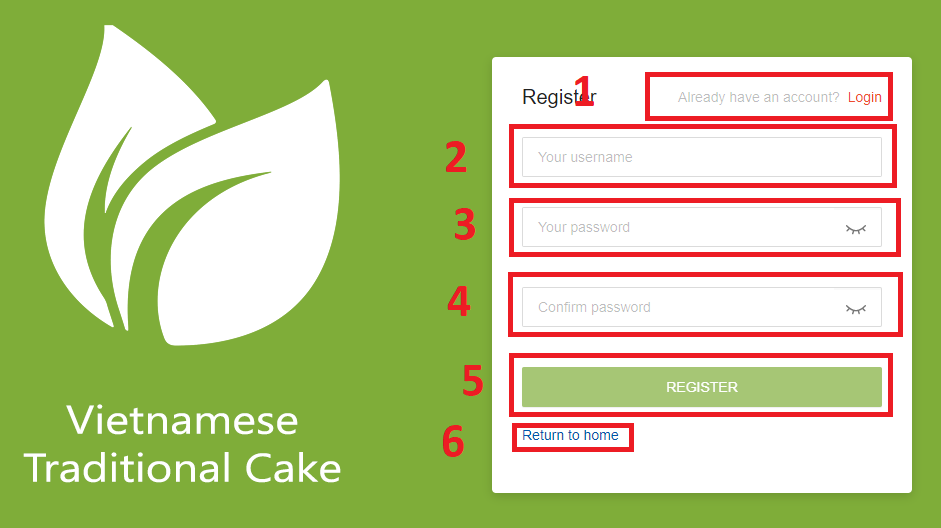 Register
1
Already have an account? Login
2
Your username
3
Your password
4
Confirm password
5
REGISTER
6
Return to home
Vietnamese
Traditional Cake